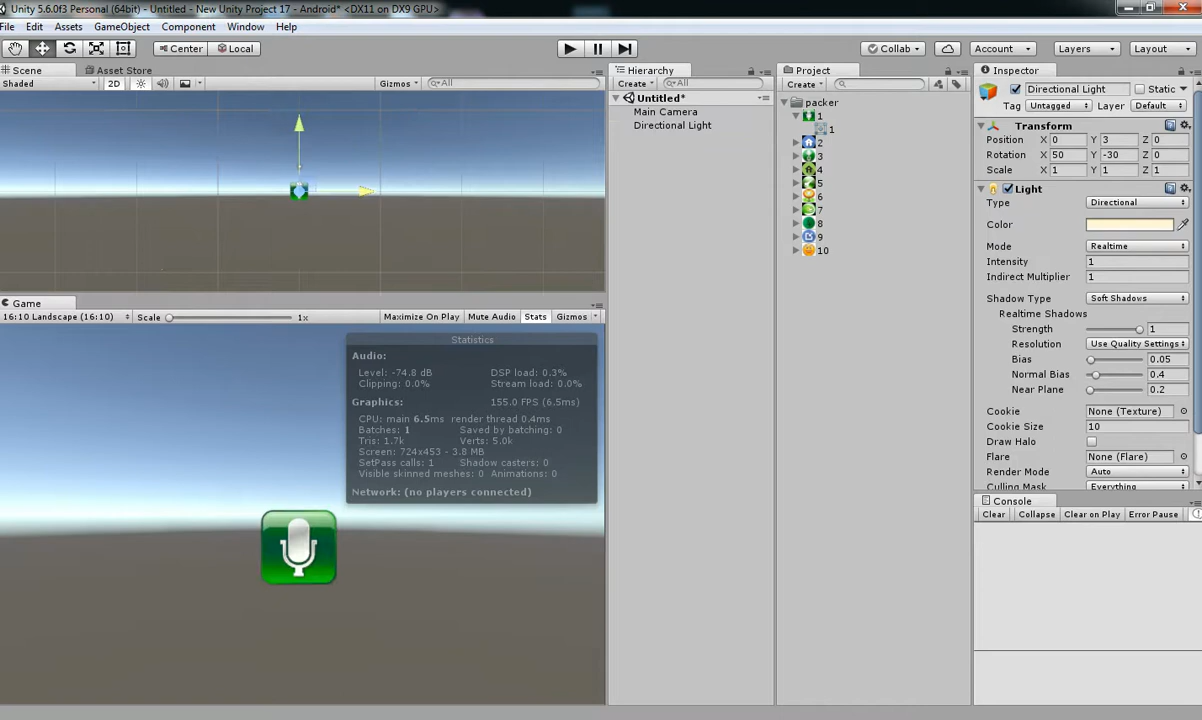 Unity 5.6.0f3 Personal (64bit) - Untitled - New Unity Project 17 - Android* <DX11 on DX9 GPU>
File Edit Assets GameObject Component Window Help
Center Local Collab Account Layers Layout
Scene Asset Store
Shaded 2D Gizmos All
Game
16:10 Landscape (16:10) Scale 1x Maximize On Play Mute Audio Stats Gizmos
Statistics
Audio:
Level: -74.8 dB DSP load: 0.3%
Clipping: 0.0% Stream load: 0.0%
Graphics: 155.0 FPS (6.5ms)
CPU: main 6.5ms render thread 0.4ms
Batches: 1 Saved by batching: 0
Tris: 1.7k Verts: 5.0k
Screen: 724x453 - 3.8 MB
SetPass calls: 1 Shadow casters: 0
Visible skinned meshes: 0 Animations: 0
Network: (no players connected)
Hierarchy
Create All
Untitled*
Main Camera
Directional Light
Project
Create
packer
1
1
2
3
4
5
6
7
8
9
10
Inspector
Directional Light Static
Tag Untagged Layer Default
Transform
Position X 0 Y 3 Z 0
Rotation X 50 Y -30 Z 0
Scale X 1 Y 1 Z 1
Light
Type Directional
Color
Mode Realtime
Intensity 1
Indirect Multiplier 1
Shadow Type Soft Shadows
Realtime Shadows
Strength 1
Resolution Use Quality Settings
Bias 0.05
Normal Bias 0.4
Near Plane 0.2
Cookie None (Texture)
Cookie Size 10
Draw Halo
Flare None (Flare)
Render Mode Auto
Culling Mask Everything
Console
Clear Collapse Clear on Play Error Pause